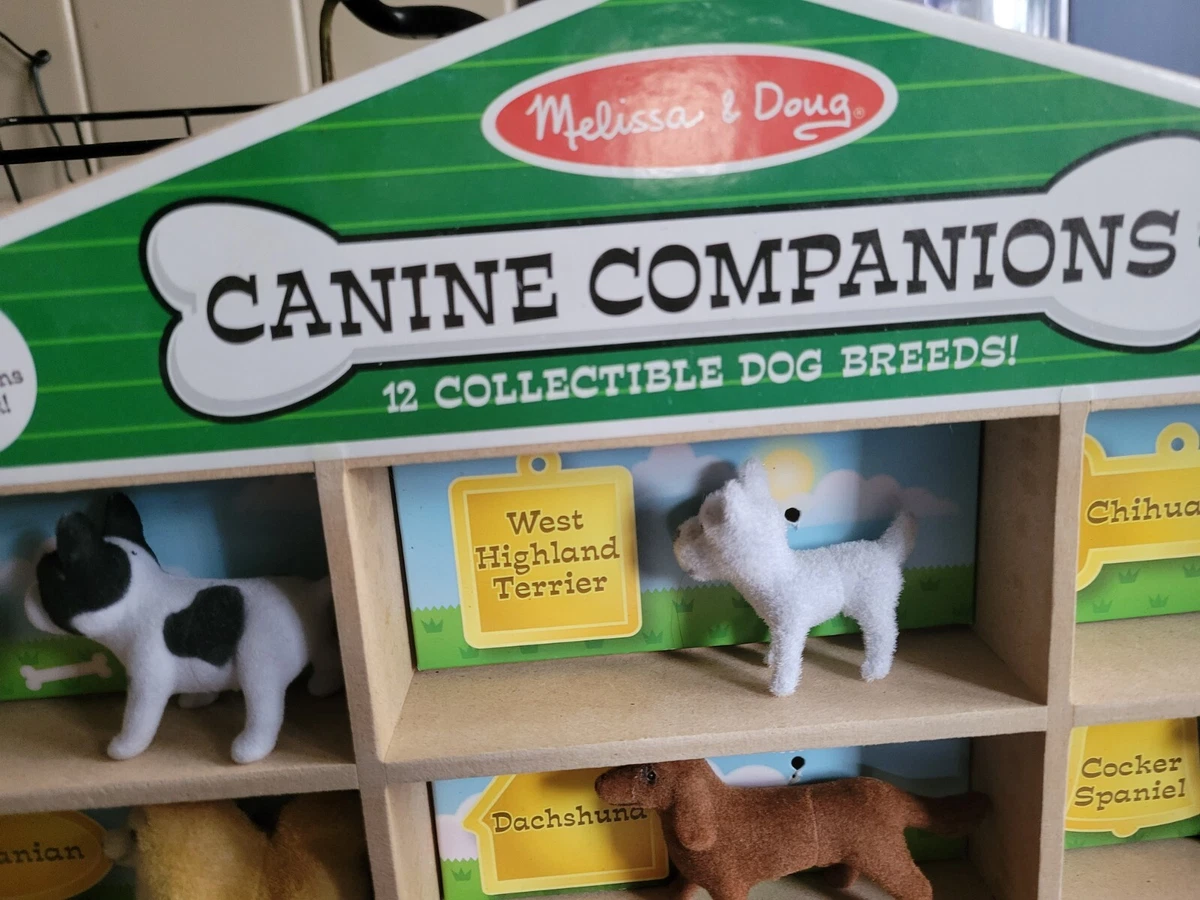 Melissa & Doug®
CANINE COMPANIONS
12 COLLECTIBLE DOG BREEDS!
West
Highland
Terrier
Dachshund
Cocker
Spaniel